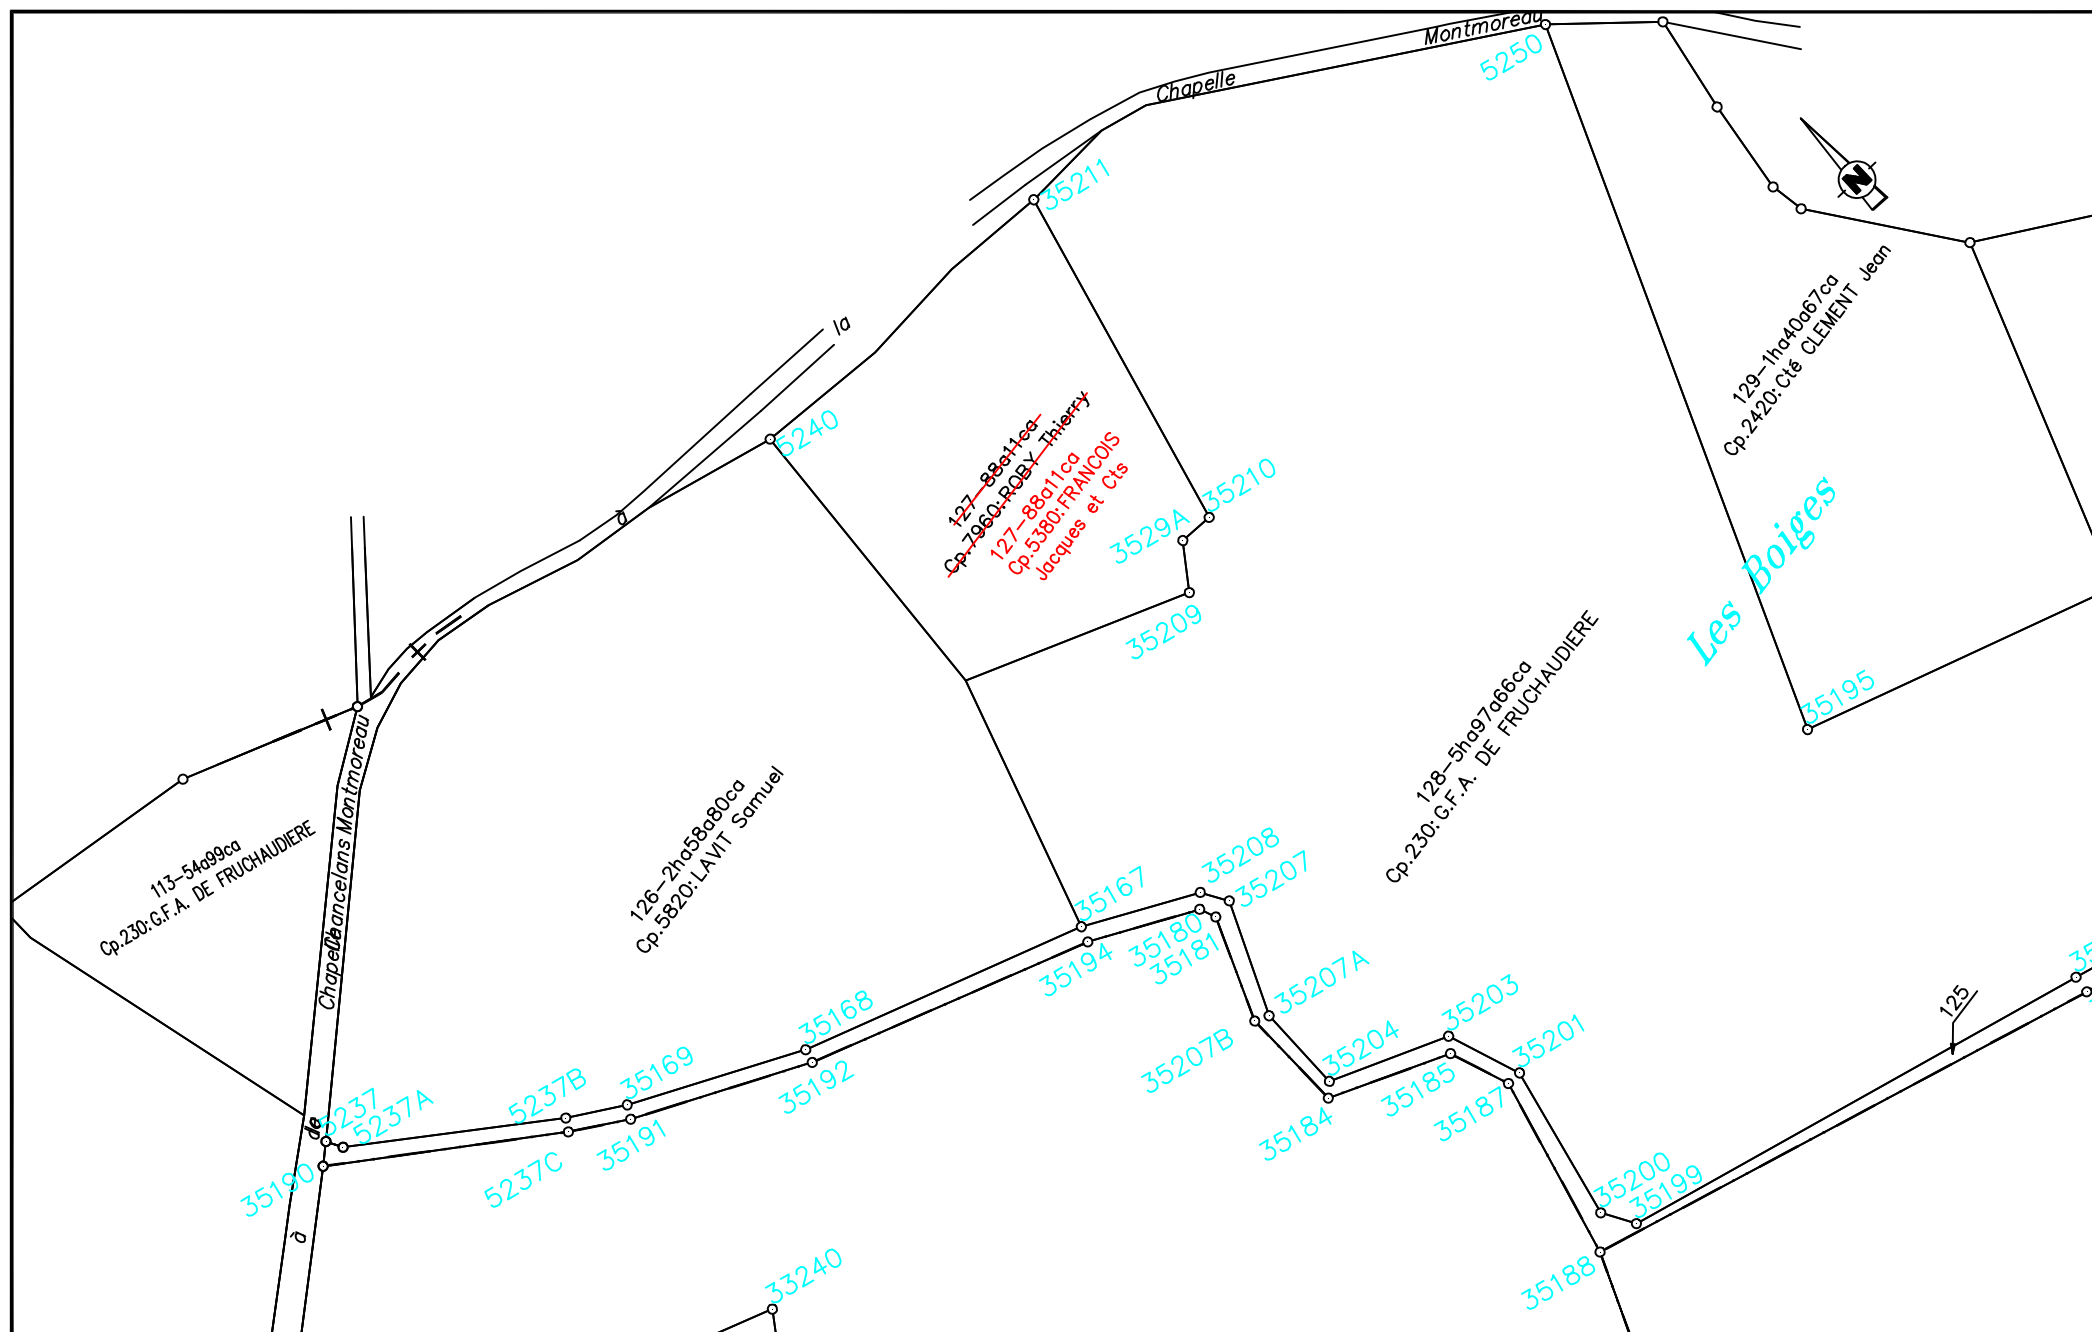 Montmoreau
5250
Chapelle
N
35211
129-1ha40a67ca
Cp.2420:Cté CLEMENT Jean
la
5240
127-88a11ca
Cp.7960:ROBY Thierry
127-88a11ca
Cp.5380:FRANCOIS
Jacques et Cts
35210
3529A
35209
Les Boiges
à
128-5ha97a66ca
Cp.230:G.F.A. DE FRUCHAUDIERE
35195
Montmoreau
Chancelans
Chapelle
126-2ha58a80ca
Cp.5820:LAVIT Samuel
113-54a99ca
Cp.230:G.F.A. DE FRUCHAUDIERE
35208
35207
35167
35180
35181
35194
35207A
35168
35203
35204
35201
35169
35192
35207B
35185
35187
125
5237B
5237
5237A
de
35184
35191
5237C
35190
35200
35199
à
33240
35188